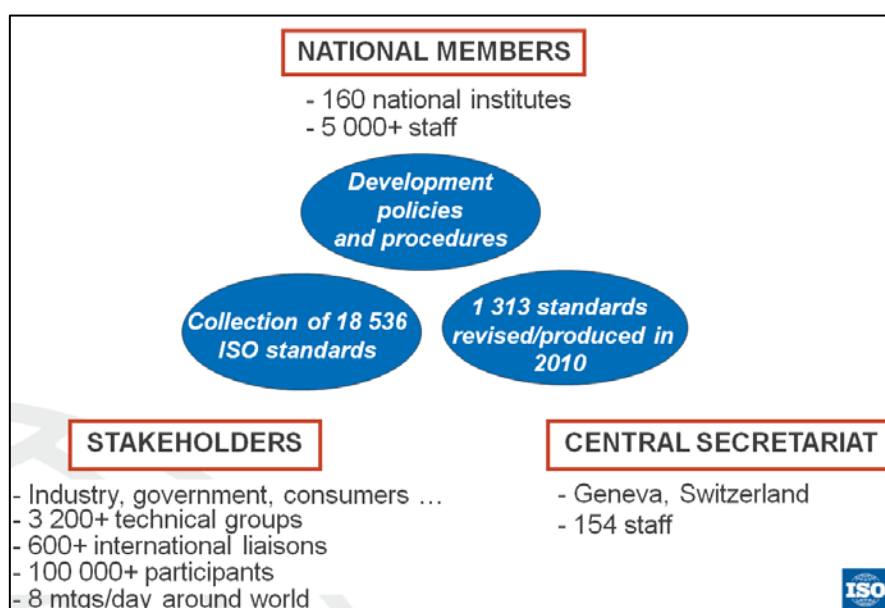 NATIONAL MEMBERS
- 160 national institutes
- 5 000+ staff
Development
policies
and procedures
Collection of 18 536
ISO standards
1 313 standards
revised/produced in
2010
STAKEHOLDERS
- Industry, government, consumers …
- 3 200+ technical groups
- 600+ international liaisons
- 100 000+ participants
- 8 mtgs/day around world
CENTRAL SECRETARIAT
- Geneva, Switzerland
- 154 staff
ISO